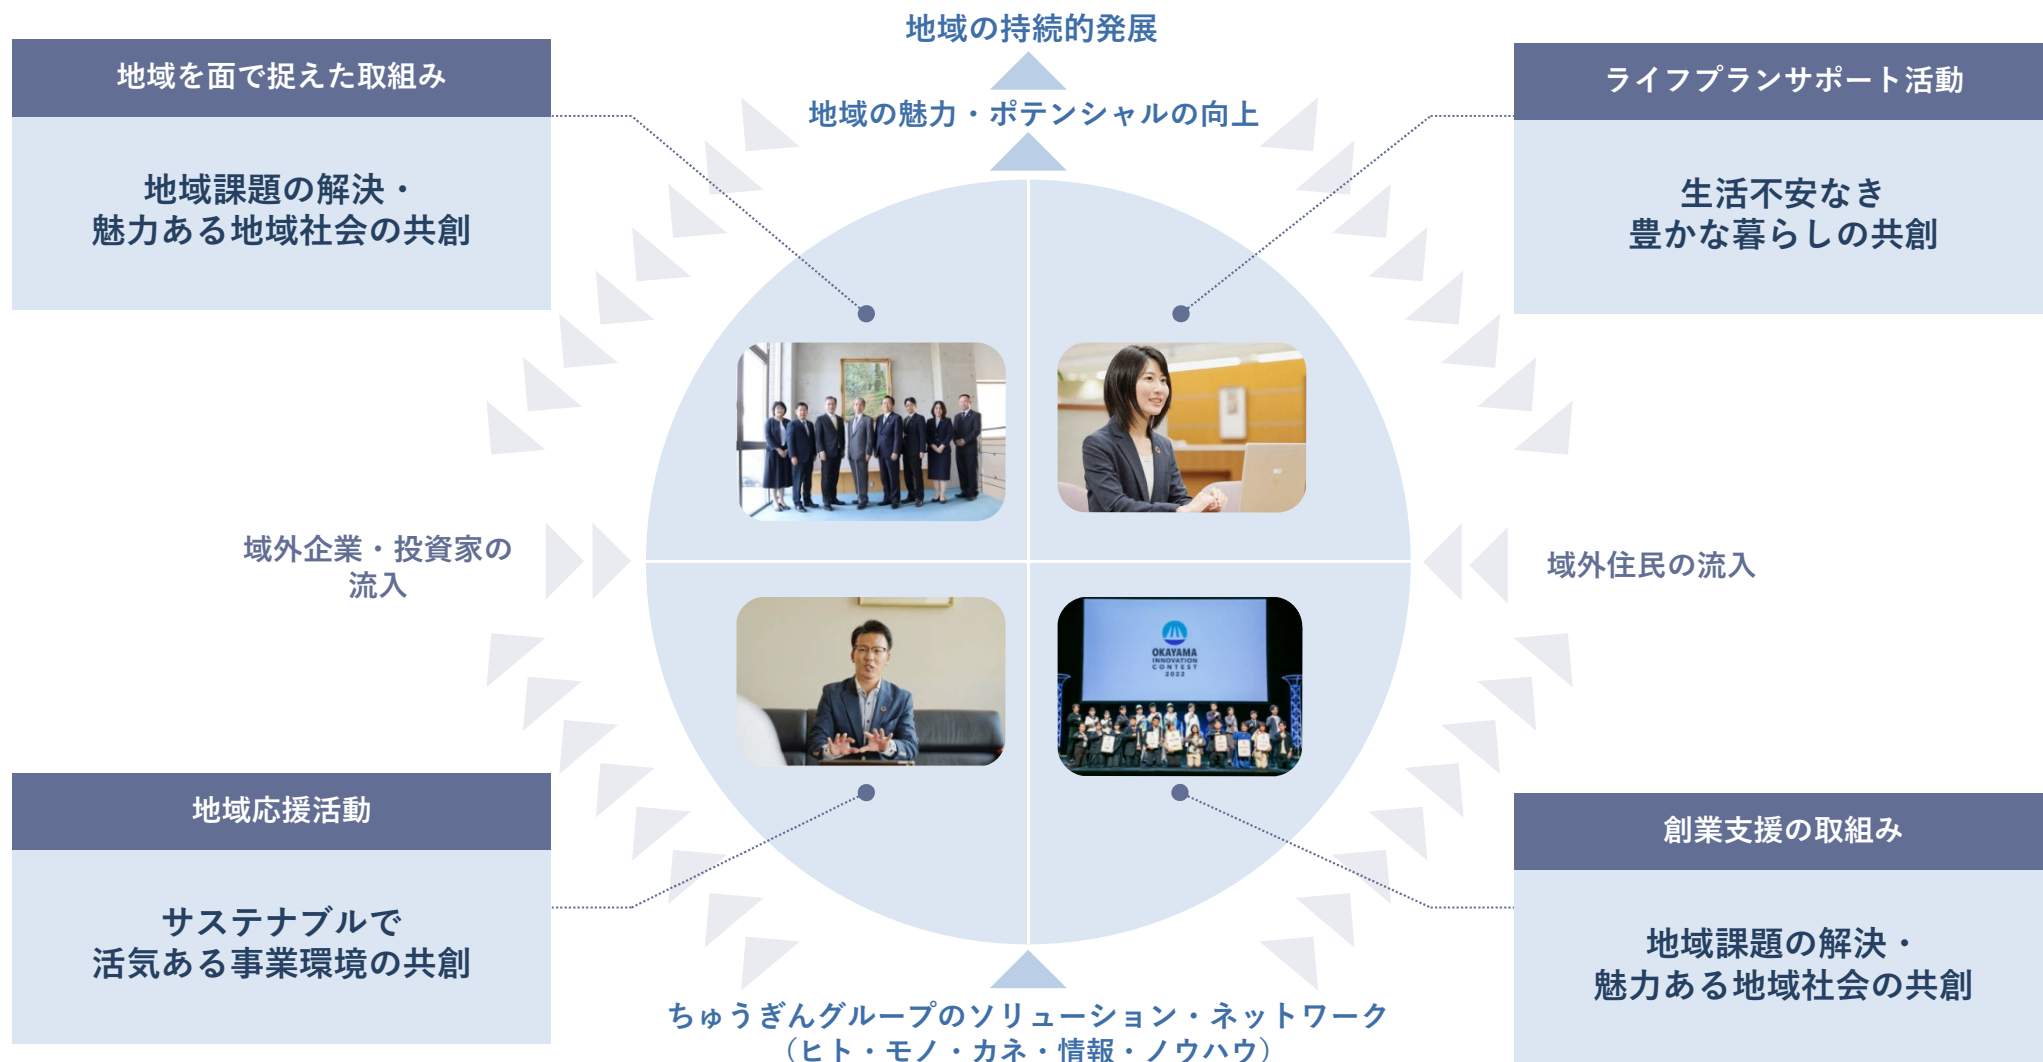 地域の持続的発展
地域の魅力・ポテンシャルの向上
地域を面で捉えた取組み
地域課題の解決・
魅力ある地域社会の共創
ライフプランサポート活動
生活不安なき
豊かな暮らしの共創
域外企業・投資家の
流入
域外住民の流入
OKAYAMA
INNOVATION
CONTEST
2022
地域応援活動
サステナブルで
活気ある事業環境の共創
創業支援の取組み
地域課題の解決・
魅力ある地域社会の共創
ちゅうぎんグループのソリューション・ネットワーク
（ヒト・モノ・カネ・情報・ノウハウ）